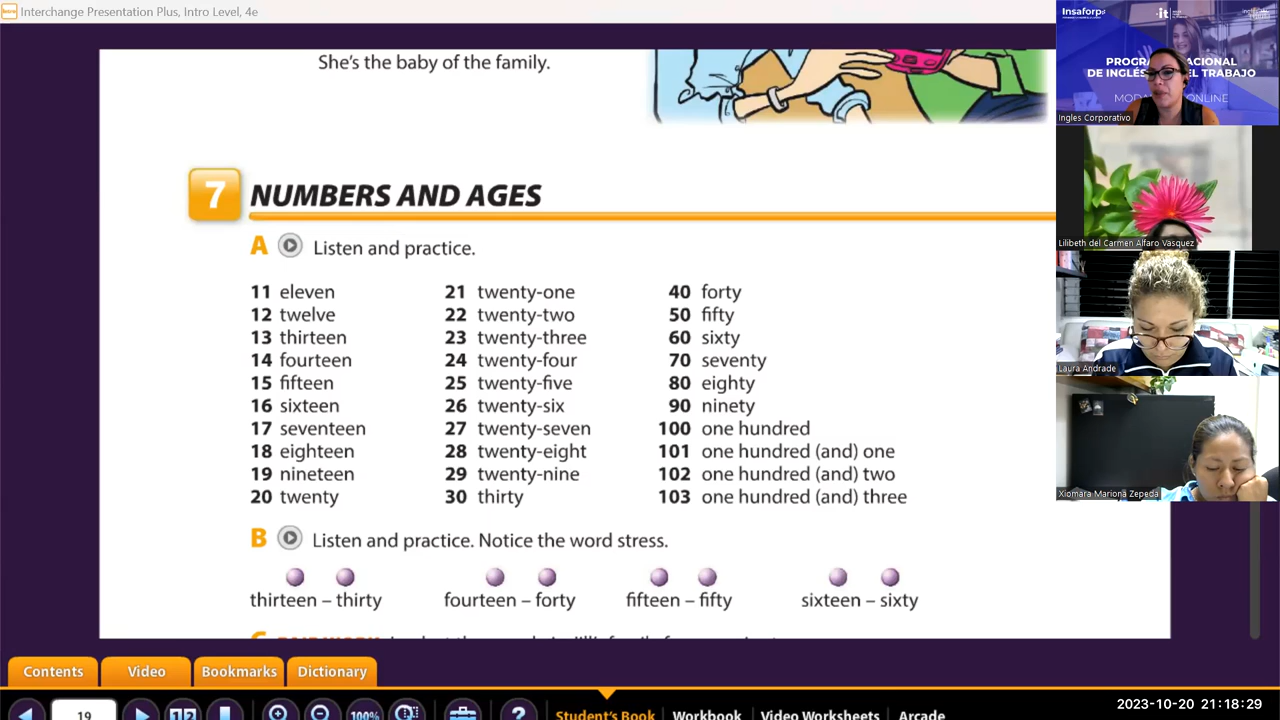 Interchange Presentation Plus, Intro Level, 4e
She's the baby of the family.
7 NUMBERS AND AGES
A Listen and practice.
11 eleven 21 twenty-one 40 forty
12 twelve 22 twenty-two 50 fifty
13 thirteen 23 twenty-three 60 sixty
14 fourteen 24 twenty-four 70 seventy
15 fifteen 25 twenty-five 80 eighty
16 sixteen 26 twenty-six 90 ninety
17 seventeen 27 twenty-seven 100 one hundred
18 eighteen 28 twenty-eight 101 one hundred (and) one
19 nineteen 29 twenty-nine 102 one hundred (and) two
20 twenty 30 thirty 103 one hundred (and) three
B Listen and practice. Notice the word stress.
thirteen – thirty fourteen – forty fifteen – fifty sixteen – sixty
Contents Video Bookmarks Dictionary
19 1 2 100% ?
Student's Book Workbook Video Worksheets Arcade
Insaforp
it
DE INGLÉS
EL TRABAJO
Ingles Corporativo
Lilibeth del Carmen Alfaro Vasquez
Laura Andrade
Xiomara Mariona Zepeda
2023-10-20 21:18:29